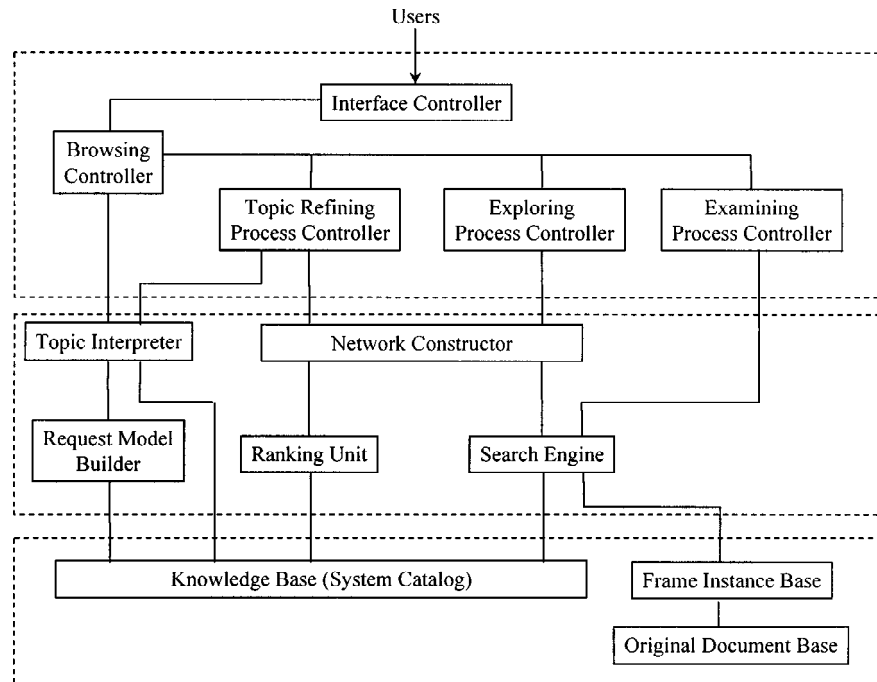 Users
Interface Controller
Browsing
Controller
Topic Refining
Process Controller
Exploring
Process Controller
Examining
Process Controller
Topic Interpreter
Network Constructor
Request Model
Builder
Ranking Unit
Search Engine
Knowledge Base (System Catalog)
Frame Instance Base
Original Document Base